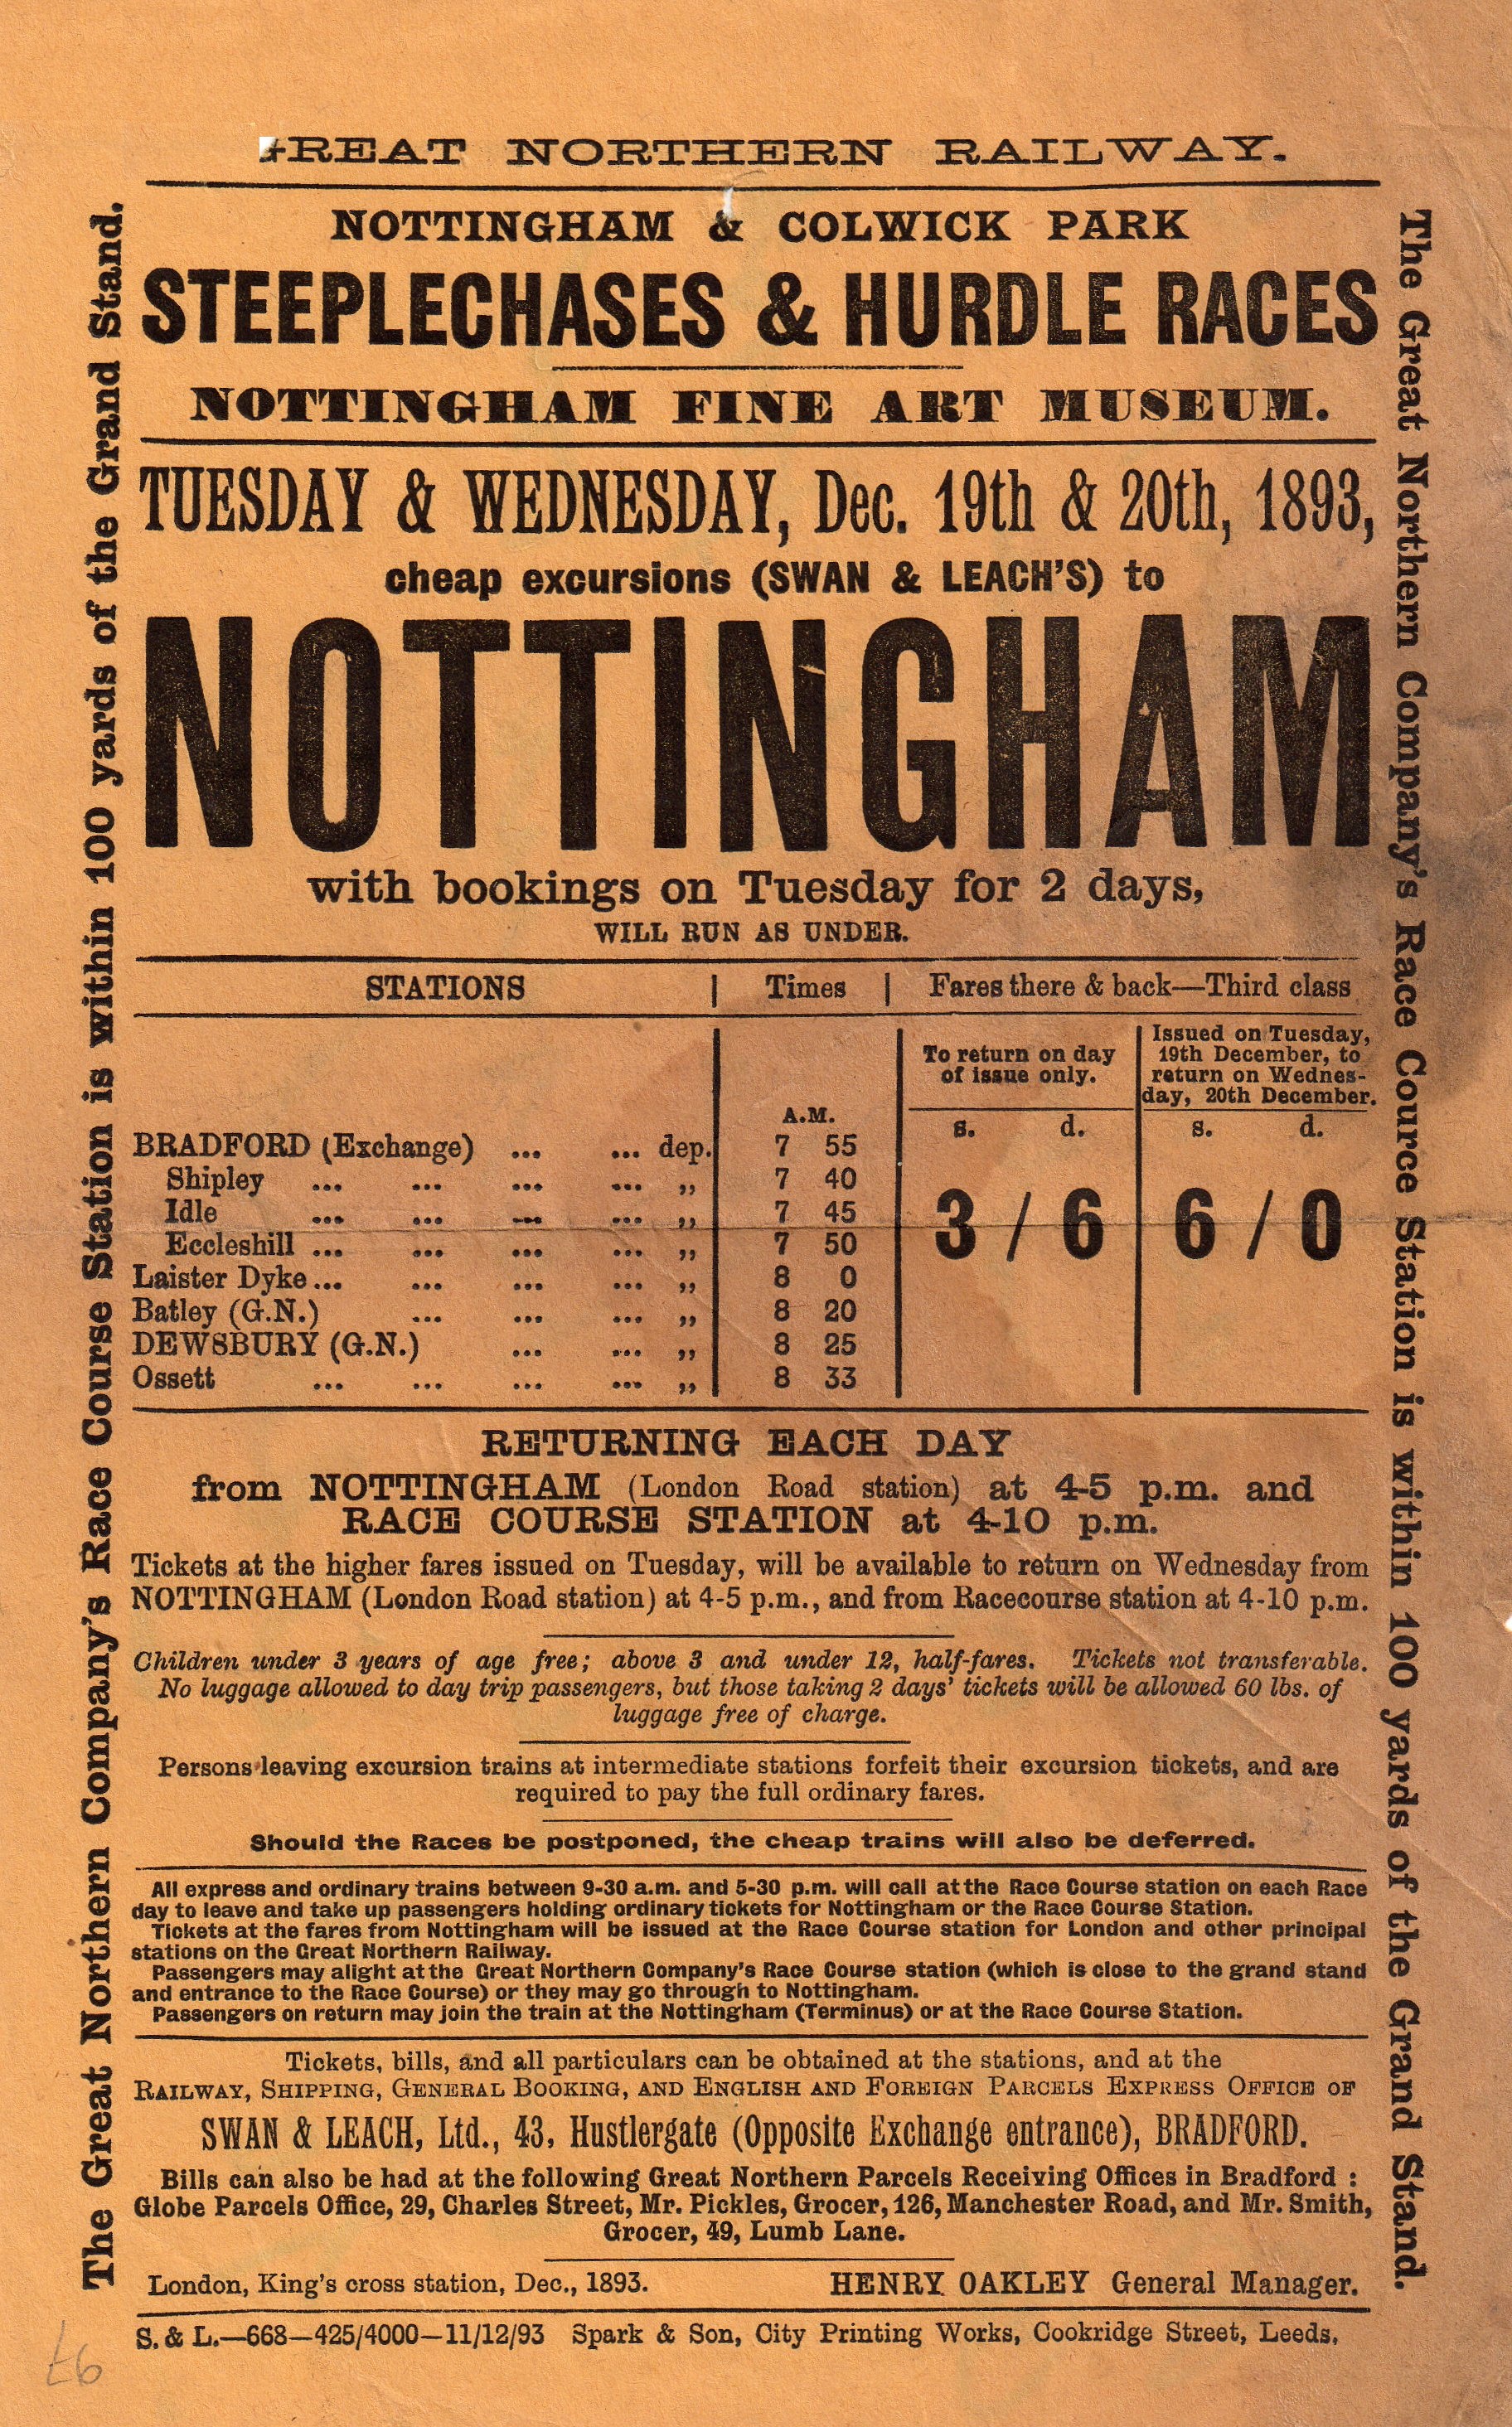 GREAT NORTHERN RAILWAY.
NOTTINGHAM & COLWICK PARK
STEEPLECHASES & HURDLE RACES
NOTTINGHAM FINE ART MUSEUM.
TUESDAY & WEDNESDAY, Dec. 19th & 20th, 1893,
cheap excursions (SWAN & LEACH'S) to
NOTTINGHAM
with bookings on Tuesday for 2 days,
WILL RUN AS UNDER.
STATIONS | Times | Fares there & back—Third class
To return on day of issue only.
Issued on Tuesday, 19th December, to return on Wednes-day, 20th December.
A.M. s. d. s. d.
BRADFORD (Exchange) ... ... dep. 7 55
Shipley ... ... ... ... ,, 7 40
Idle ... ... ... ... ,, 7 45
3 / 6 6 / 0
Eccleshill ... ... ... ... ,, 7 50
Laister Dyke ... ... ... ... ,, 8 0
Batley (G.N.) ... ... ... ,, 8 20
DEWSBURY (G.N.) ... ... ,, 8 25
Ossett ... ... ... ... ,, 8 33
RETURNING EACH DAY
from NOTTINGHAM (London Road station) at 4-5 p.m. and
RACE COURSE STATION at 4-10 p.m.
Tickets at the higher fares issued on Tuesday, will be available to return on Wednesday from
NOTTINGHAM (London Road station) at 4-5 p.m., and from Racecourse station at 4-10 p.m.
Children under 3 years of age free; above 3 and under 12, half-fares. Tickets not transferable.
No luggage allowed to day trip passengers, but those taking 2 days' tickets will be allowed 60 lbs. of
luggage free of charge.
Persons leaving excursion trains at intermediate stations forfeit their excursion tickets, and are
required to pay the full ordinary fares.
Should the Races be postponed, the cheap trains will also be deferred.
All express and ordinary trains between 9-30 a.m. and 5-30 p.m. will call at the Race Course station on each Race
day to leave and take up passengers holding ordinary tickets for Nottingham or the Race Course Station.
Tickets at the fares from Nottingham will be issued at the Race Course station for London and other principal
stations on the Great Northern Railway.
Passengers may alight at the Great Northern Company's Race Course station (which is close to the grand stand
and entrance to the Race Course) or they may go through to Nottingham.
Passengers on return may join the train at the Nottingham (Terminus) or at the Race Course Station.
Tickets, bills, and all particulars can be obtained at the stations, and at the
RAILWAY, SHIPPING, GENERAL BOOKING, AND ENGLISH AND FOREIGN PARCELS EXPRESS OFFICE OF
SWAN & LEACH, Ltd., 43, Hustlergate (Opposite Exchange entrance), BRADFORD.
Bills can also be had at the following Great Northern Parcels Receiving Offices in Bradford :
Globe Parcels Office, 29, Charles Street, Mr. Pickles, Grocer, 126, Manchester Road, and Mr. Smith,
Grocer, 49, Lumb Lane.
London, King's cross station, Dec., 1893. HENRY OAKLEY General Manager.
S. & L.—668—425/4000—11/12/93 Spark & Son, City Printing Works, Cookridge Street, Leeds.
The Great Northern Company's Race Course Station is within 100 yards of the Grand Stand.
The Great Northern Company's Race Cource Station is within 100 yards of the Grand Stand.